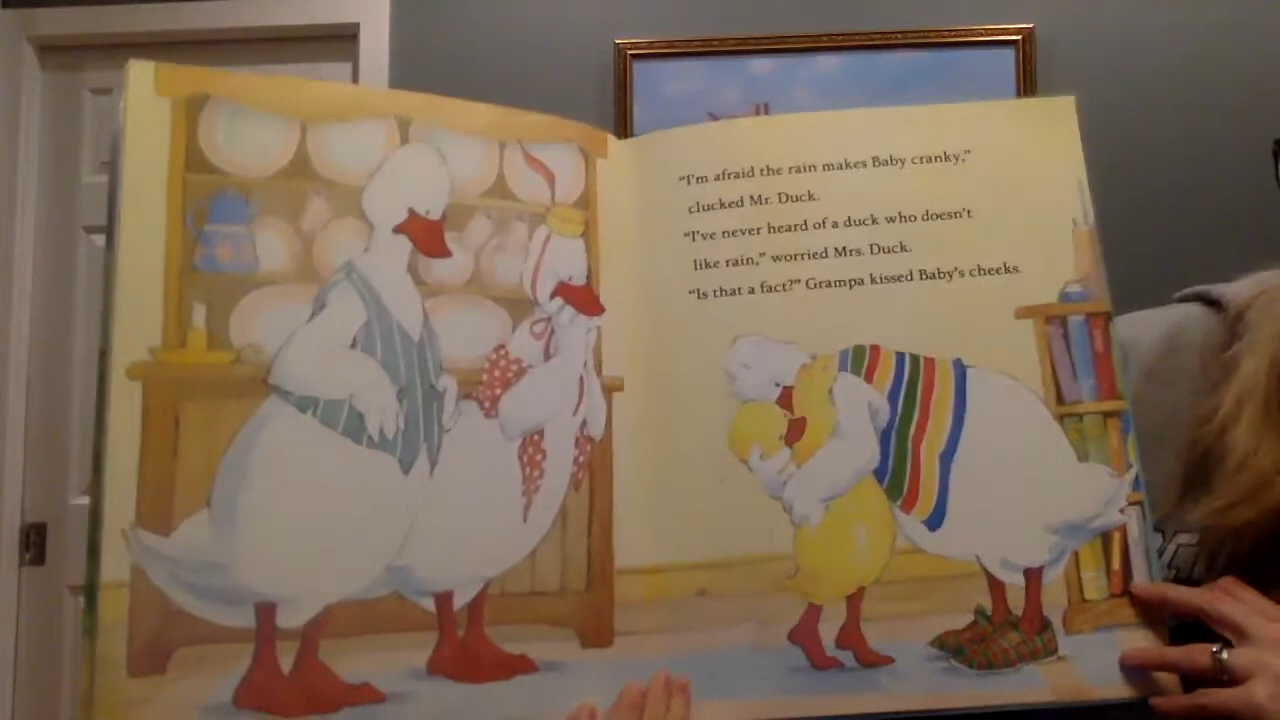 “I’m afraid the rain makes Baby cranky,”
clucked Mr. Duck.
“I’ve never heard of a duck who doesn’t
like rain,” worried Mrs. Duck.
“Is that a fact?” Grampa kissed Baby’s cheeks.